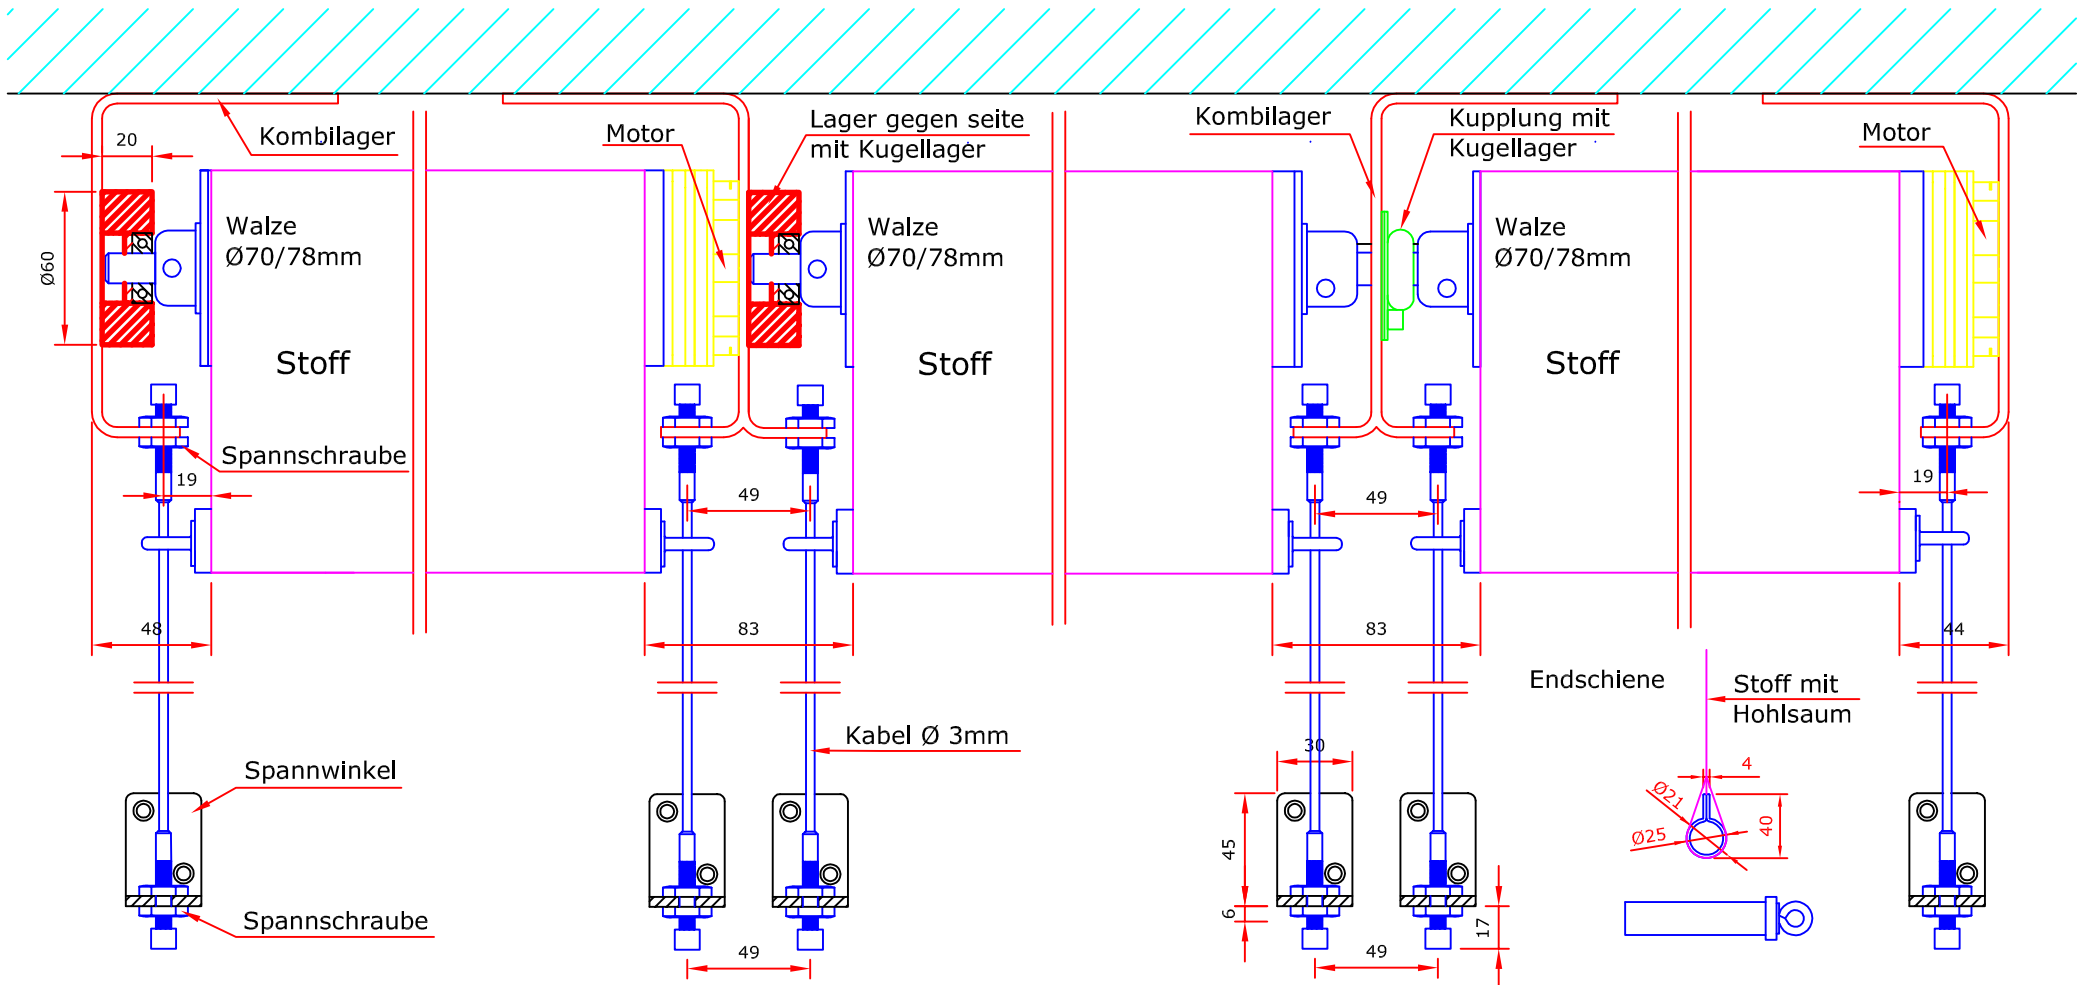 Kombilager
20
Motor
Lager gegen seite
mit Kugellager
Kombilager
Kupplung mit
Kugellager
Motor
Ø60
Walze
Ø70/78mm
Walze
Ø70/78mm
Walze
Ø70/78mm
Stoff
Stoff
Stoff
Spannschraube
19
49
49
19
48
83
83
44
Endschiene
Stoff mit
Hohlsaum
Kabel Ø 3mm
30
4
Spannwinkel
Ø21
Ø25
40
45
6
17
Spannschraube
49
49